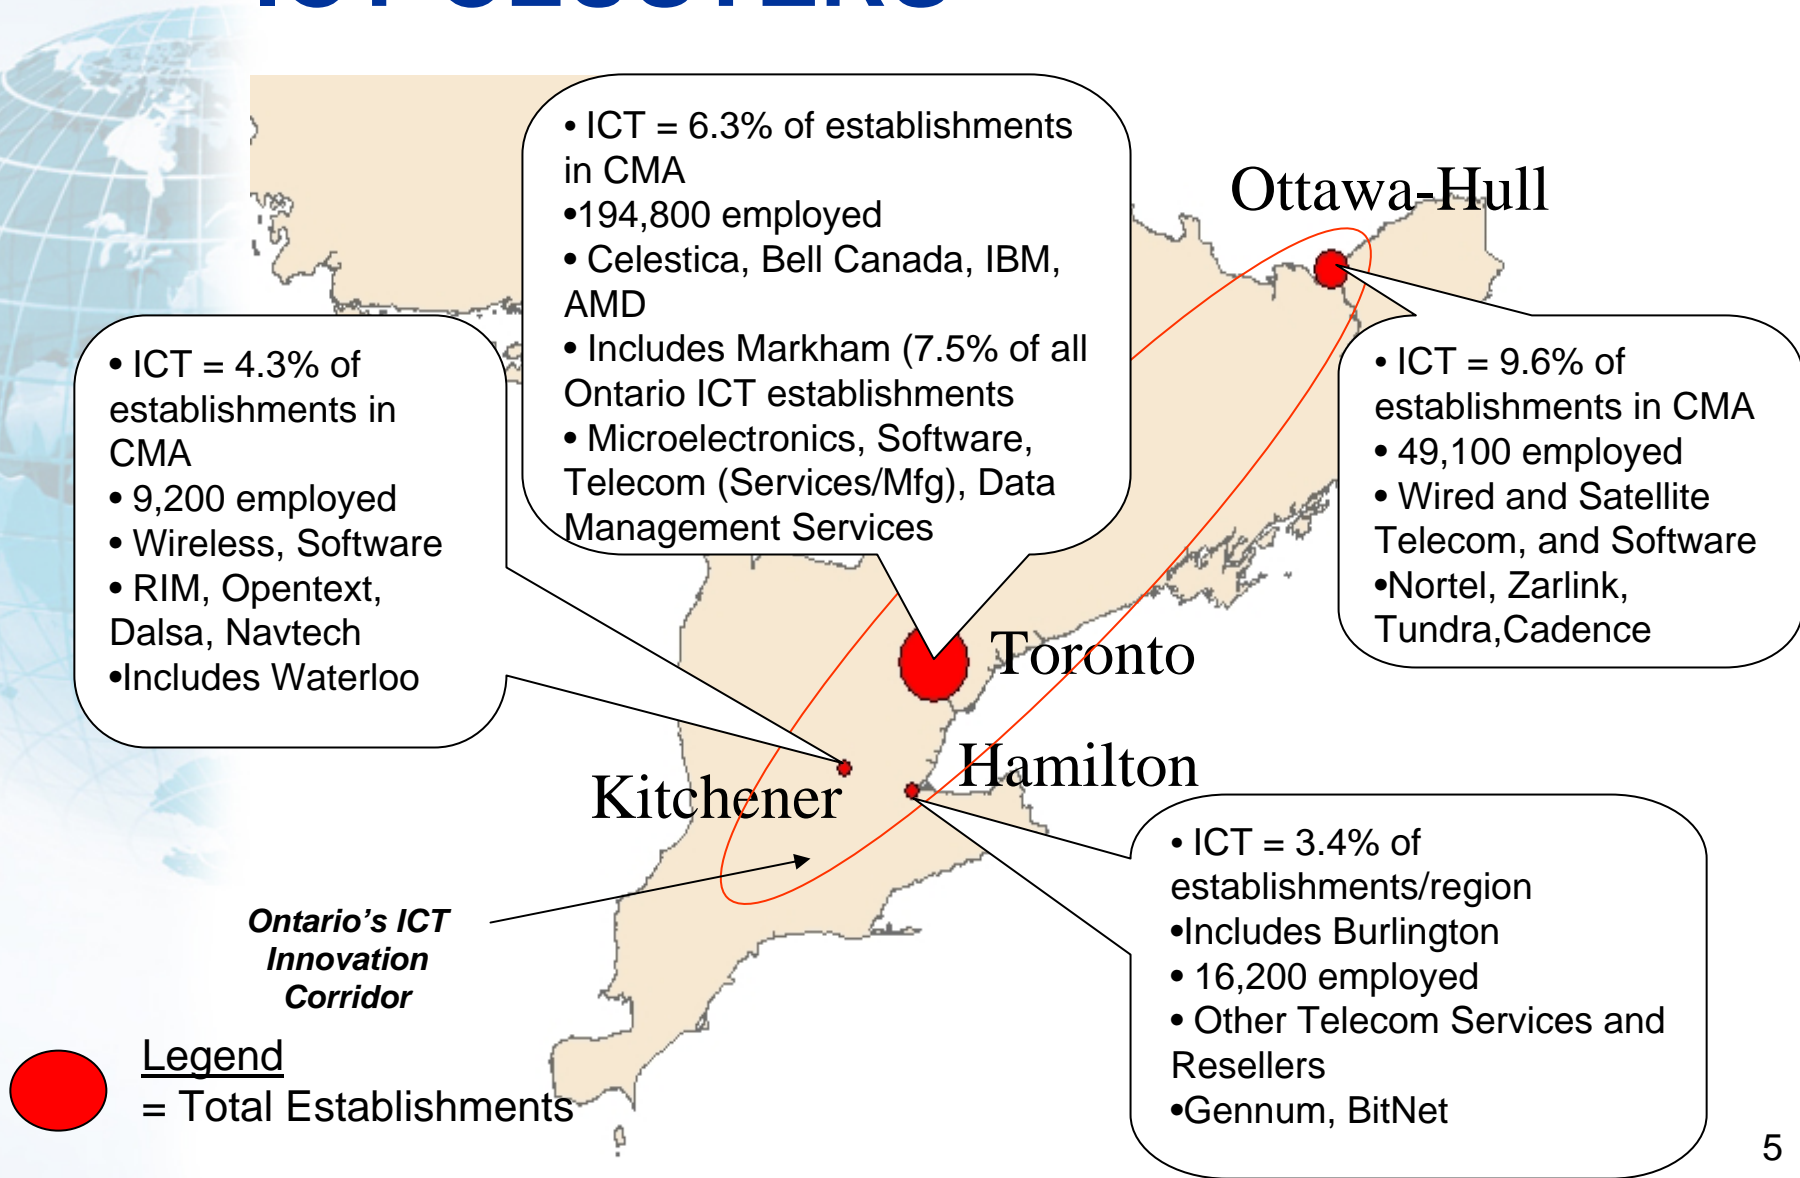 ICT CLUSTERS
• ICT = 6.3% of establishments
in CMA
•194,800 employed
• Celestica, Bell Canada, IBM,
AMD
• Includes Markham (7.5% of all
Ontario ICT establishments
• Microelectronics, Software,
Telecom (Services/Mfg), Data
Management Services
Ottawa-Hull
• ICT = 4.3% of
establishments in
CMA
• 9,200 employed
• Wireless, Software
• RIM, Opentext,
Dalsa, Navtech
•Includes Waterloo
• ICT = 9.6% of
establishments in CMA
• 49,100 employed
• Wired and Satellite
Telecom, and Software
•Nortel, Zarlink,
Tundra,Cadence
Toronto
Hamilton
Kitchener
• ICT = 3.4% of
establishments/region
•Includes Burlington
• 16,200 employed
• Other Telecom Services and
Resellers
•Gennum, BitNet
Ontario’s ICT
Innovation
Corridor
Legend
= Total Establishments
5